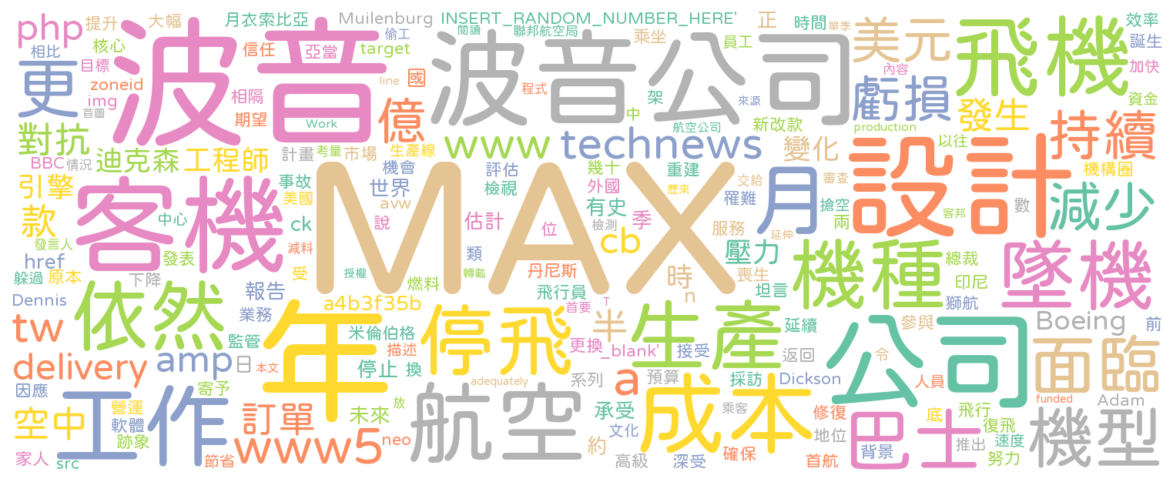 php 提升 大幅 月衣索比亞 Muilenburg INSERT_RANDOM_NUMBER_HERE' 正 時間 單季 效率
相比 核心 波音 信任 亞當 偷工 target 閱讀 聯邦航空局 乘坐 員工 美元 飛機 誕生
更 目標 zoneid 相隔 line 國 波音公司 程式 架 來源 內容 虧損 加快
img 首圖 期望 Work 億 中 航空公司 新改款 production 發生 以往 資金
對抗 www technews 變化 持續
BBC 情況 迪克森 工程師 計畫 考量 市場 生產線 評估 幾十 重建 交給 審查 設計 機構圈
引擎 事故 機會 世界 檢視 外國 歷來 罹難 月 搶空 減少
款 中心 客機 美國 avw MAX 有史 季 服務 兩 客邦 數
發言人 減料 ck 說 估計 位 檢測 cb 壓力 延伸
href 發表 類 時 n 喪生 機種 總裁 墜機
躲過 原本 下降 受 授權 燃料 轉載 丹尼斯 坦言 印尼
Dennis 業務 報告 a4b3f35b 飛行員 首要 T 獅航
tw 依然 監管 年 米倫伯格 停飛 半 更換 _blank' 生產 延續 公司 參與 Boeing 前
delivery amp 日 本文 停止 換 描述 接受 返回 令 面臨
因應 寄予 adequately 系列 a 預算 採訪 Dickson 人員 funded Adam
空中 營運 工作 訂單 未來 放 航空 承受 成本 乘客 修復 巴士 底 飛行 復飛 機型
軟體 跡象 www5 neo 文化 地位 背景 推出 速度
家人 src 節省 約 高級 深受 確保 首航 努力